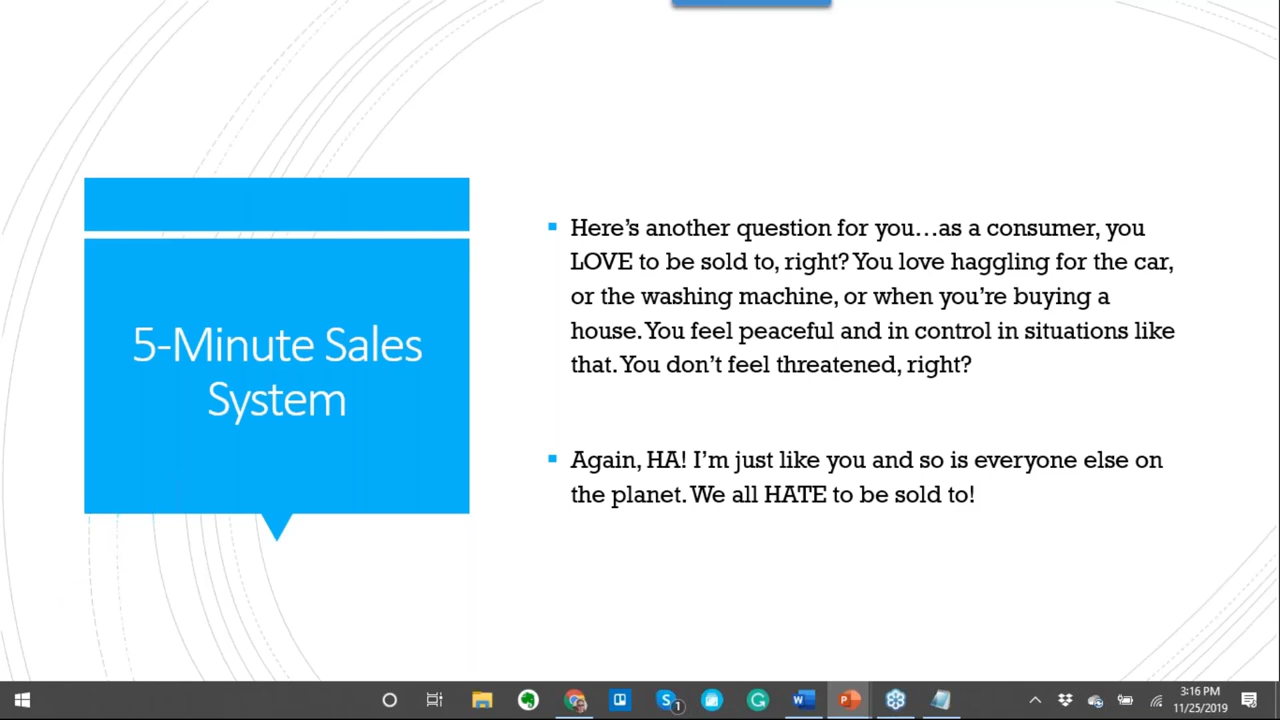 5-Minute Sales
System
Here’s another question for you…as a consumer, you
LOVE to be sold to, right? You love haggling for the car,
or the washing machine, or when you’re buying a
house. You feel peaceful and in control in situations like
that. You don’t feel threatened, right?
Again, HA! I’m just like you and so is everyone else on
the planet. We all HATE to be sold to!
1
3:16 PM
11/25/2019